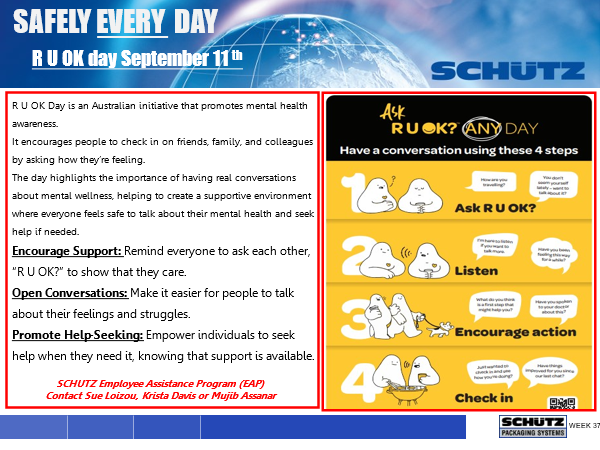 SAFELY EVERY DAY
R U OK day September 11th
SCHÜTZ
R U OK Day is an Australian initiative that promotes mental health
awareness.
It encourages people to check in on friends, family, and colleagues
by asking how they're feeling.
The day highlights the importance of having real conversations
about mental wellness, helping to create a supportive environment
where everyone feels safe to talk about their mental health and seek
help if needed.
Encourage Support: Remind everyone to ask each other,
"R U OK?" to show that they care.
Open Conversations: Make it easier for people to talk
about their feelings and struggles.
Promote Help-Seeking: Empower individuals to seek
help when they need it, knowing that support is available.
SCHUTZ Employee Assistance Program (EAP)
Contact Sue Loizou, Krista Davis or Mujib Assanar
Ask
R U OK? ANY DAY
Have a conversation using these 4 steps
1
How are you
travelling?
You don't
seem yourself
lately – want to
talk about it?
Ask R U OK?
2
I'm here to listen
if you want to
talk more.
Have you been
feeling this way
for a while?
Listen
3
What do you think
is a first step that
might help you?
Have you spoken
to your doctor
about this?
Encourage action
4
Just wanted to
check in and see
how you're doing?
Have things
improved for you since
our last chat?
Check in
SCHÜTZ
PACKAGING SYSTEMS
WEEK 37